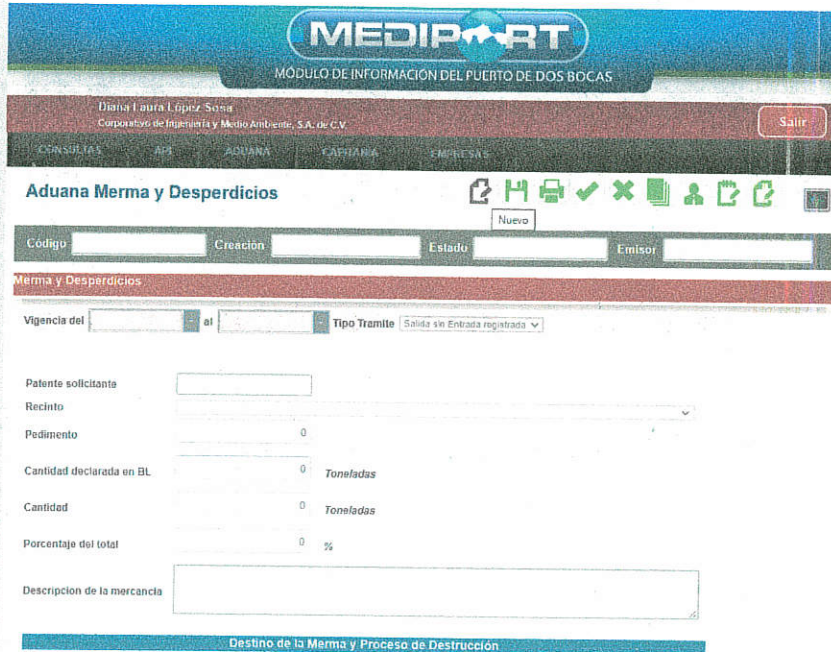 MEDIPORT
MÓDULO DE INFORMACIÓN DEL PUERTO DE DOS BOCAS
Diana Laura López Sosa
Corporativo de Ingeniería y Medio Ambiente, S.A. de C.V.
Salir
CONSULTAS API ADUANA CAPITANIA EMPRESAS
Aduana Merma y Desperdicios
Nuevo
Código Creación Estado Emisor
Merma y Desperdicios
Vigencia del al Tipo Tramite Salida sin Entrada registrada
Patente solicitante
Recinto
Pedimento 0
Cantidad declarada en BL 0 Toneladas
Cantidad 0 Toneladas
Porcentaje del total 0 %
Descripcion de la mercancia
Destino de la Merma y Proceso de Destrucción